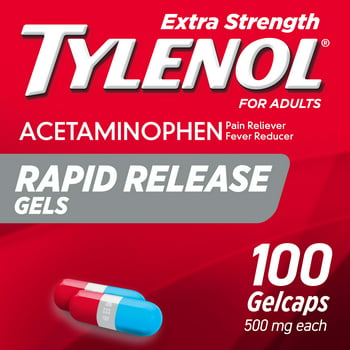 Extra Strength
TYLENOL®
FOR ADULTS
ACETAMINOPHEN Pain Reliever
Fever Reducer
RAPID RELEASE
GELS
100
Gelcaps
500 mg each